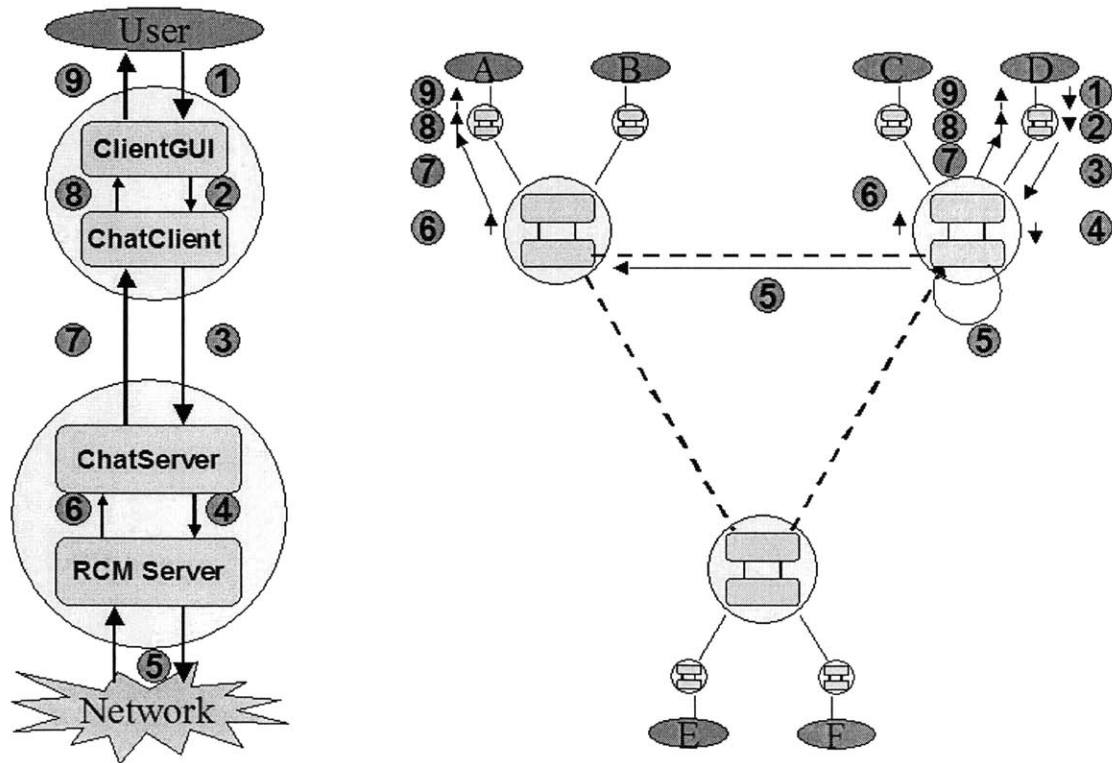 User
9 1
ClientGUI
8 2
ChatClient
7 3
ChatServer
6 4
RCM Server
5
Network
A B C D
9 9 1
8 8 2
7 7 3
6 6 4
5
5
E F